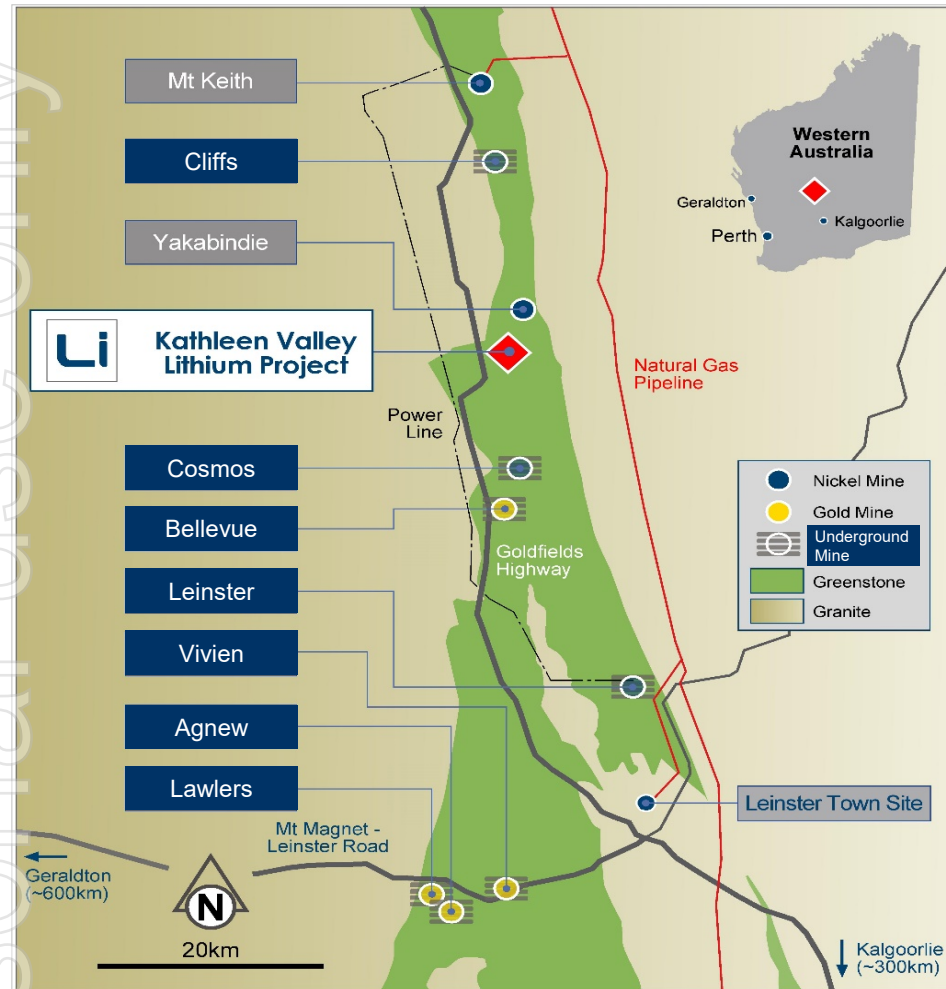 Mt Keith
Cliffs
Yakabindie
Li
Kathleen Valley
Lithium Project
Power
Line
Cosmos
Bellevue
Goldfields
Highway
Leinster
Vivien
Agnew
Lawlers
Mt Magnet -
Leinster Road
Geraldton
(~600km)
N
20km
Natural Gas
Pipeline
Western
Australia
Geraldton
Kalgoorlie
Perth
Nickel Mine
Gold Mine
Underground
Mine
Greenstone
Granite
Leinster Town Site
Kalgoorlie
(~300km)